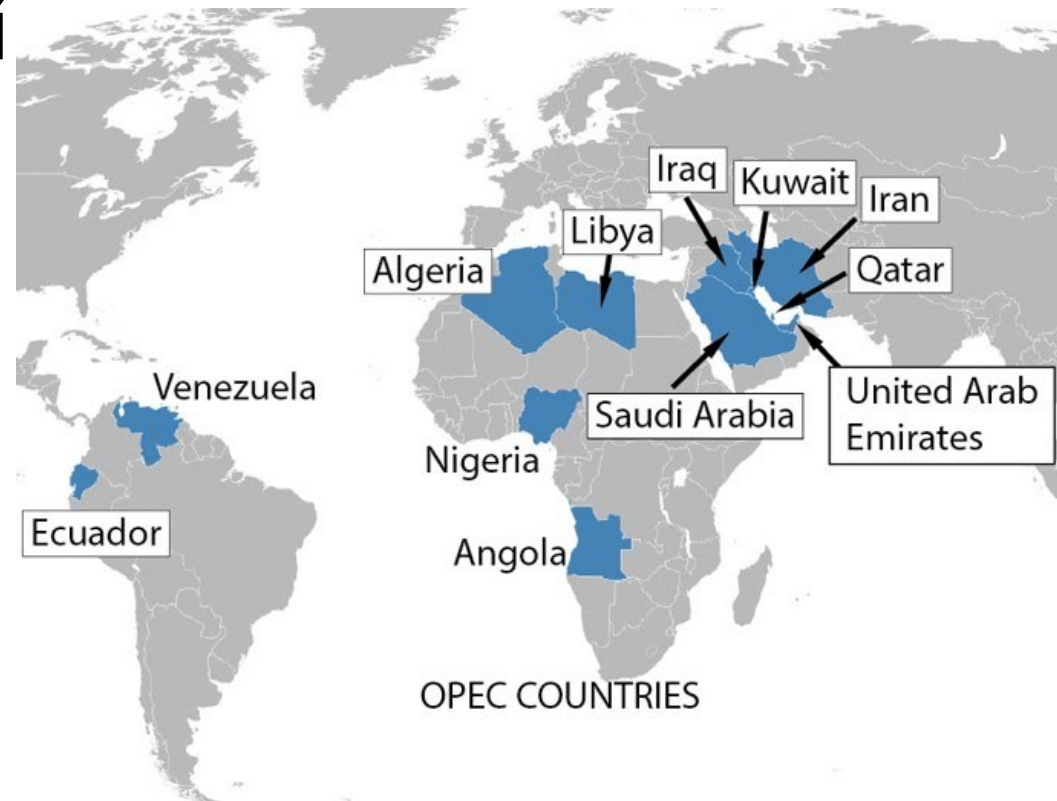 Iraq
Kuwait
Iran
Libya
Algeria
Qatar
Venezuela
Saudi Arabia
United Arab
Emirates
Nigeria
Ecuador
Angola
OPEC COUNTRIES